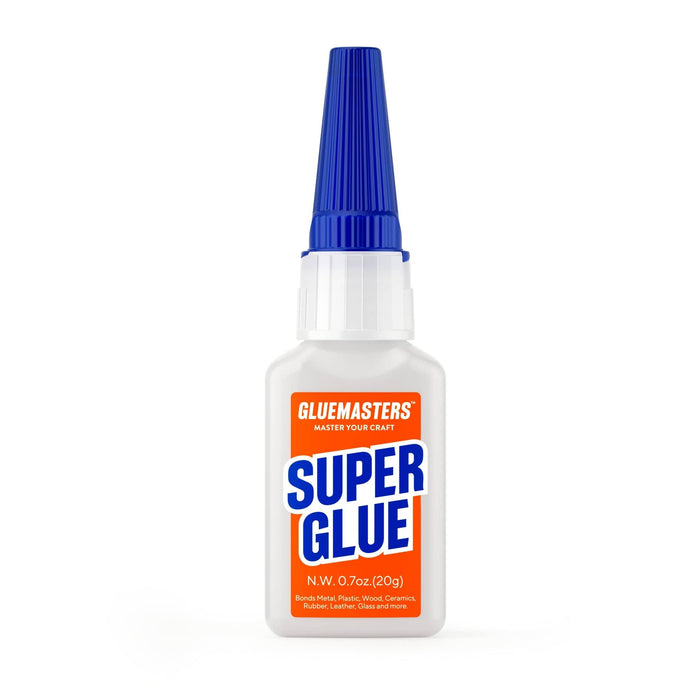 GLUEMASTERS™
MASTER YOUR CRAFT
SUPER
GLUE
N.W. 0.7oz.(20g)
Bonds Metal, Plastic, Wood, Ceramics,
Rubber, Leather, Glass and more.